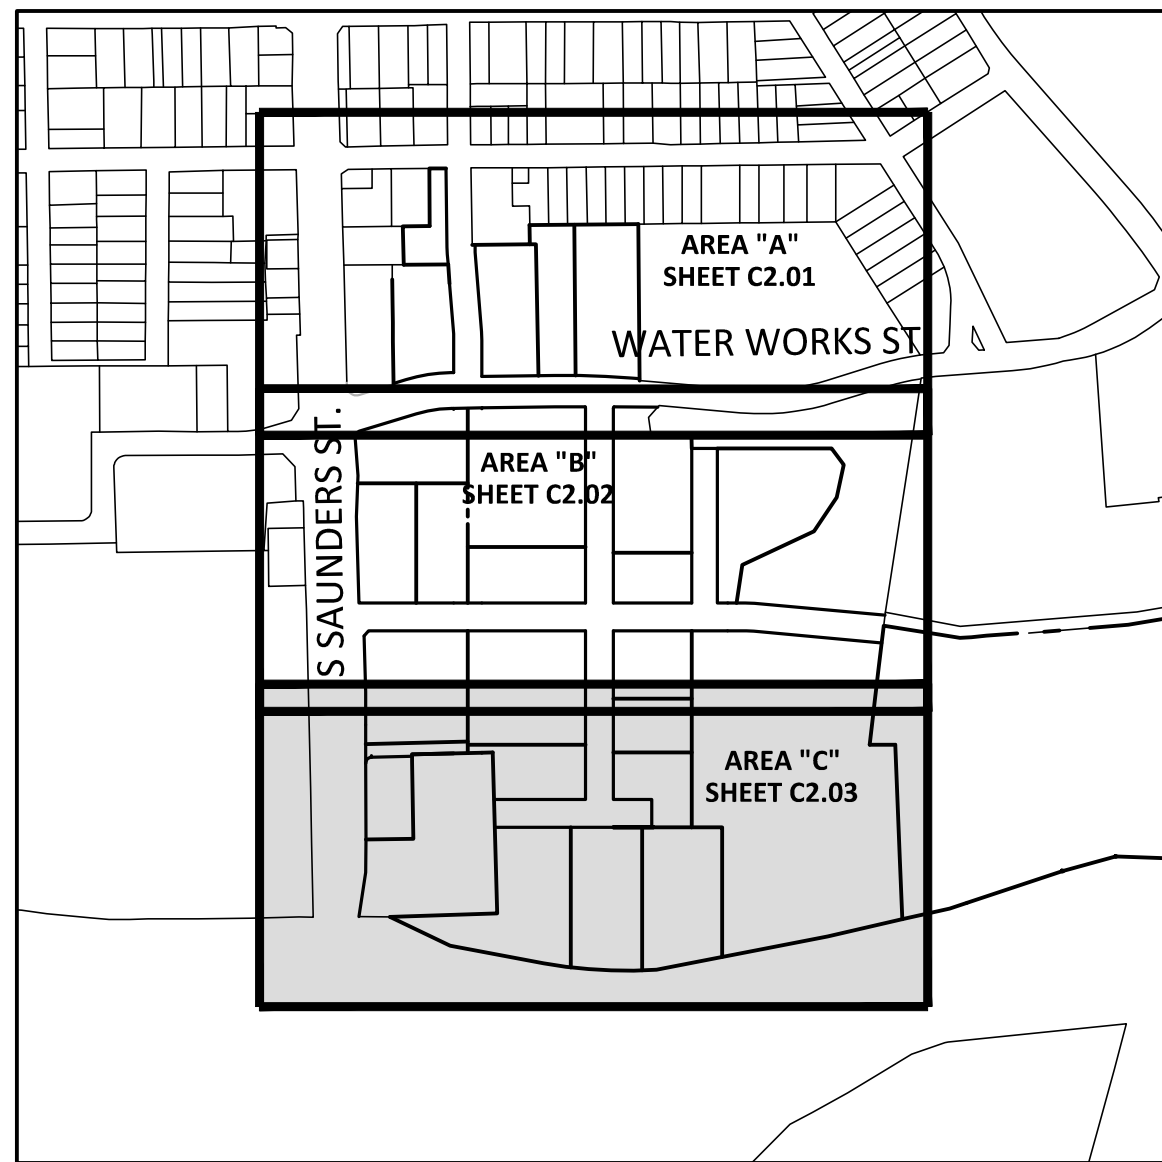 AREA "A"
SHEET C2.01
WATER WORKS ST
S SAUNDERS ST.
AREA "B"
SHEET C2.02
AREA "C"
SHEET C2.03